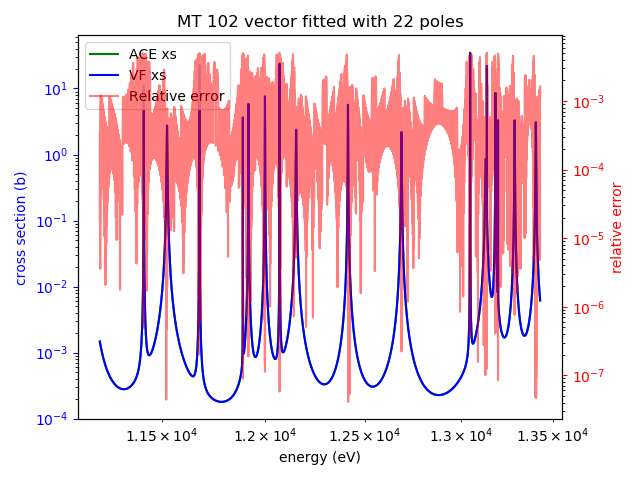 MT 102 vector fitted with 22 poles
ACE xs
VF xs
Relative error
cross section (b)
10¹
10⁰
10⁻¹
10⁻²
10⁻³
10⁻⁴
relative error
10⁻³
10⁻⁴
10⁻⁵
10⁻⁶
10⁻⁷
1.15 × 10⁴
1.2 × 10⁴
1.25 × 10⁴
1.3 × 10⁴
1.35 × 10⁴
energy (eV)